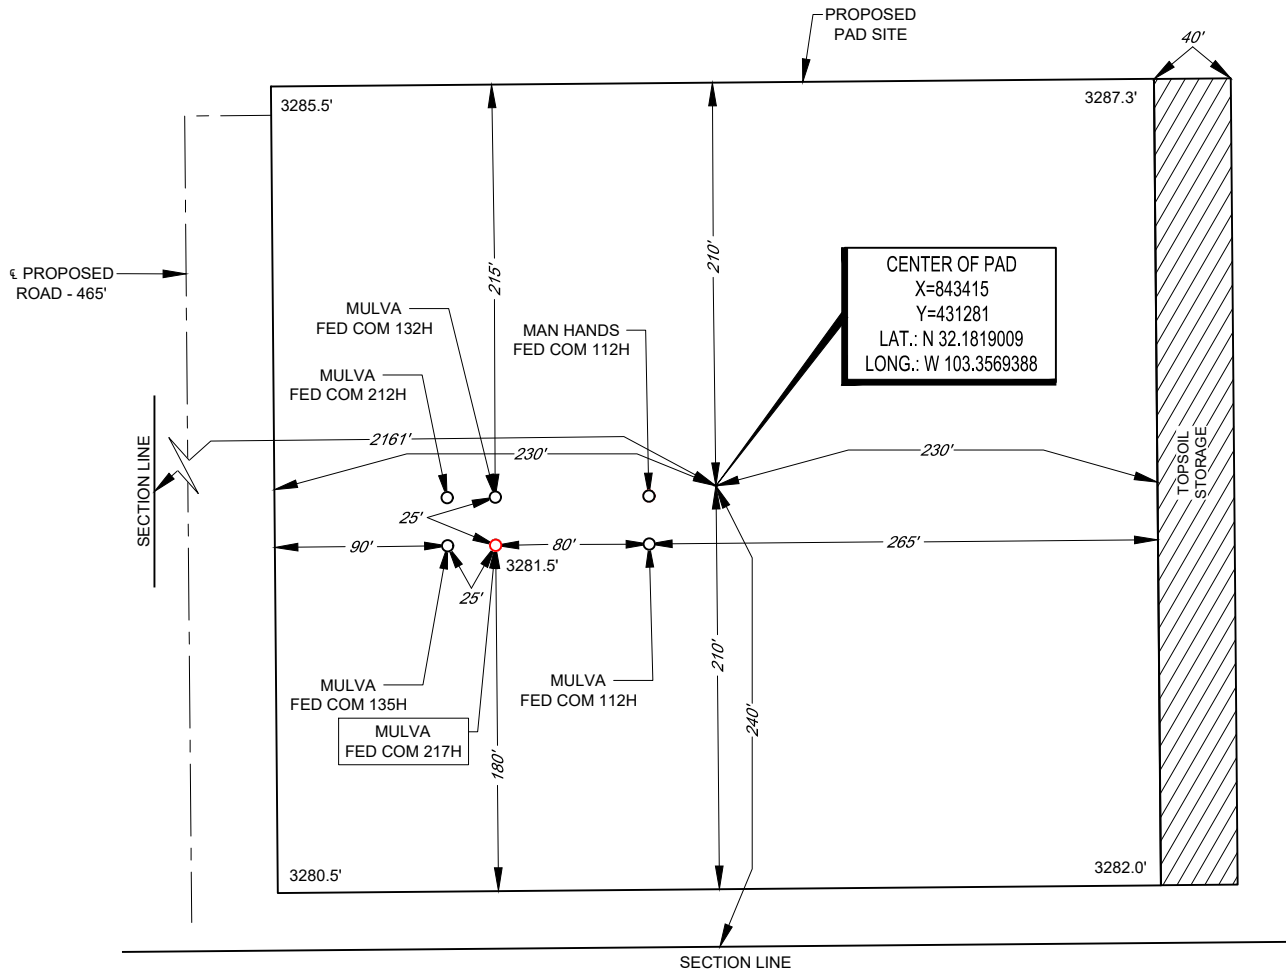 PROPOSED
PAD SITE
40'
3285.5'
3287.3'
℄ PROPOSED
ROAD - 465'
215'
210'
CENTER OF PAD
X=843415
Y=431281
LAT.: N 32.1819009
LONG.: W 103.3569388
MULVA
FED COM 132H
MAN HANDS
FED COM 112H
MULVA
FED COM 212H
SECTION LINE
2161'
230'
230'
TOPSOIL
STORAGE
25'
90'
80'
265'
3281.5'
25'
MULVA
FED COM 135H
MULVA
FED COM 112H
210'
240'
MULVA
FED COM 217H
180'
3280.5'
3282.0'
SECTION LINE